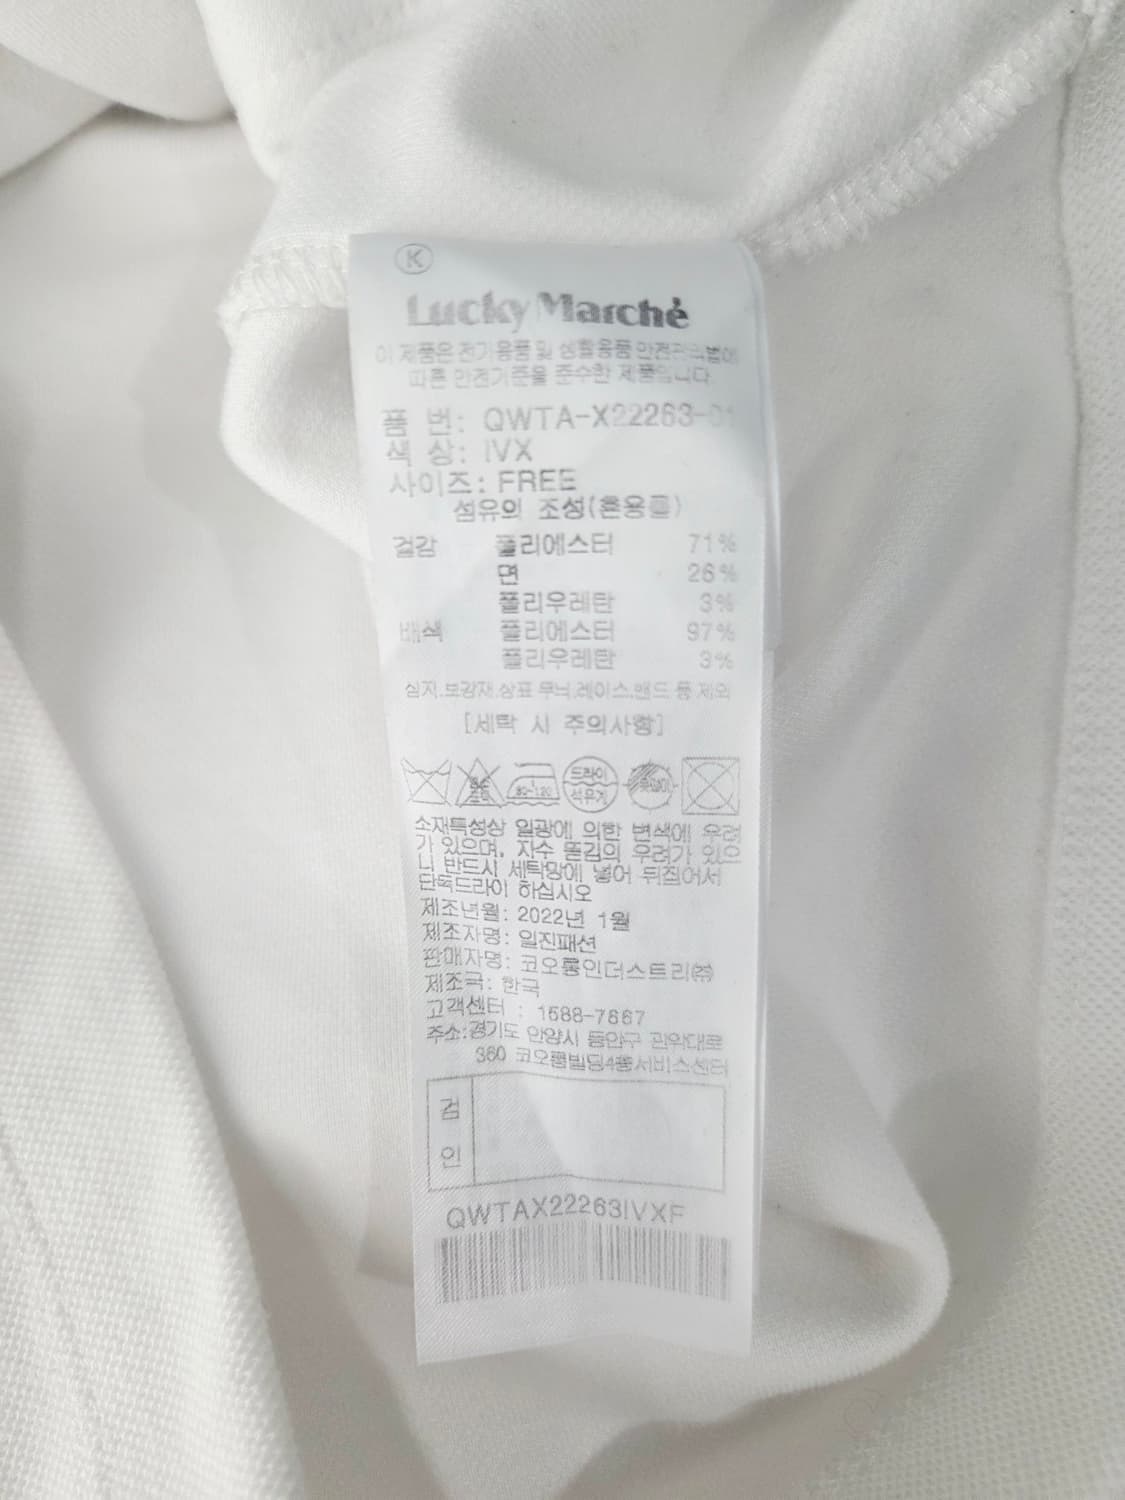 K
Lucky Marché
이 제품은 전기용품 및 생활용품 안전관리법에
따른 안전기준을 준수한 제품입니다
품 번: QWTA-X22263-01
색 상: IVX
사이즈: FREE
섬유의 조성(혼용률)
겉감 폴리에스터 71%
면 26%
폴리우레탄 3%
배색 폴리에스터 97%
폴리우레탄 3%
심지.보강재.상표 무늬.레이스.밴드 등 제외
[세탁 시 주의사항]
80~120 드라이 석유계
소재특성상 일광에 의한 변색에 우려
가 있으며, 자수 뜯김의 우려가 있으
니 반드시 세탁망에 넣어 뒤집어서
단독드라이 하십시오
제조년월: 2022년 1월
제조자명: 일진패션
판매자명: 코오롱인더스트리㈜
제조국: 한국
고객센터 : 1588-7667
주소:경기도 안양시 동안구 관악대로
360 코오롱빌딩4층서비스센터
검
인
QWTAX22263IVXF